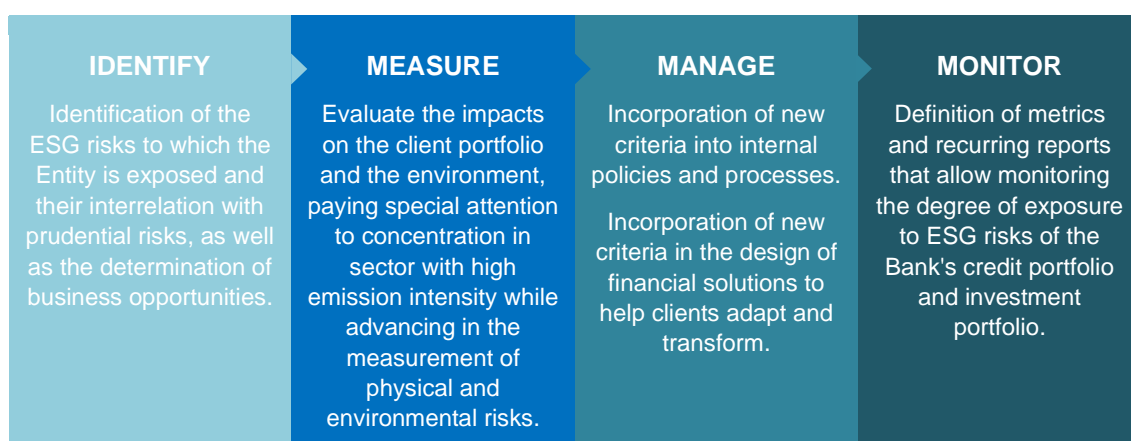 IDENTIFY
Identification of the
ESG risks to which the
Entity is exposed and
their interrelation with
prudential risks, as well
as the determination of
business opportunities.
MEASURE
Evaluate the impacts
on the client portfolio
and the environment,
paying special attention
to concentration in
sector with high
emission intensity while
advancing in the
measurement of
physical and
environmental risks.
MANAGE
Incorporation of new
criteria into internal
policies and processes.
Incorporation of new
criteria in the design of
financial solutions to
help clients adapt and
transform.
MONITOR
Definition of metrics
and recurring reports
that allow monitoring
the degree of exposure
to ESG risks of the
Bank's credit portfolio
and investment
portfolio.